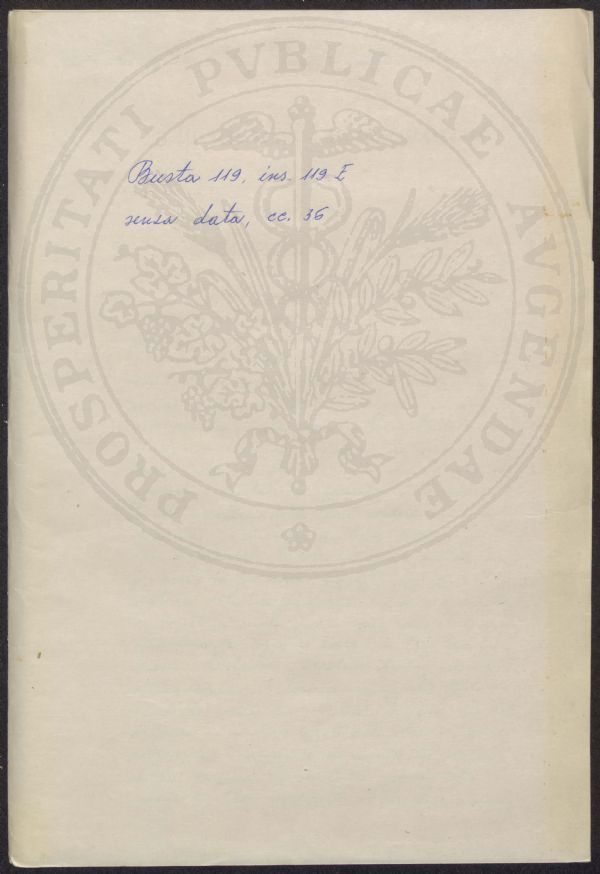 Busta 119, ins. 119 E
senza data, cc. 36
PROSPERITATI PVBLICAE AVGENDAE